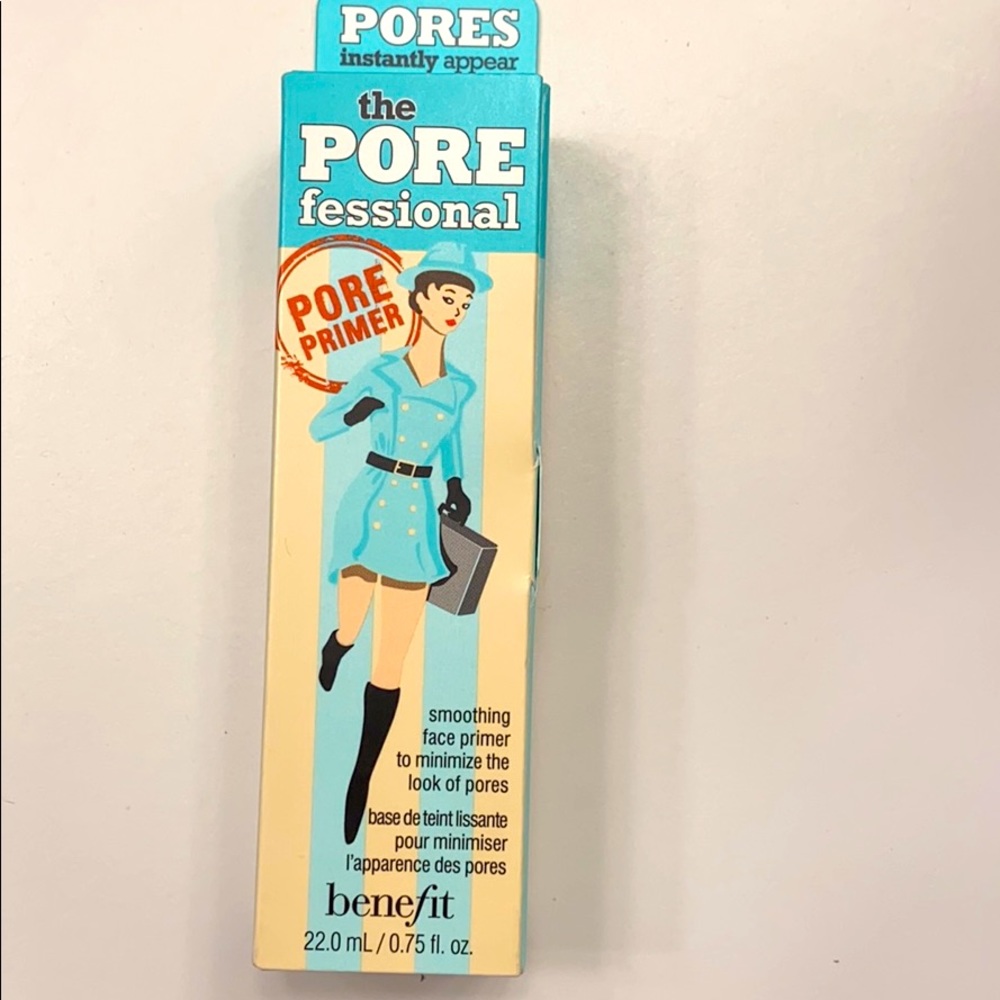 PORES
instantly appear
the
PORE
fessional
PORE
PRIMER
smoothing
face primer
to minimize the
look of pores
base de teint lissante
pour minimiser
l'apparence des pores
benefit
22.0 mL / 0.75 fl. oz.